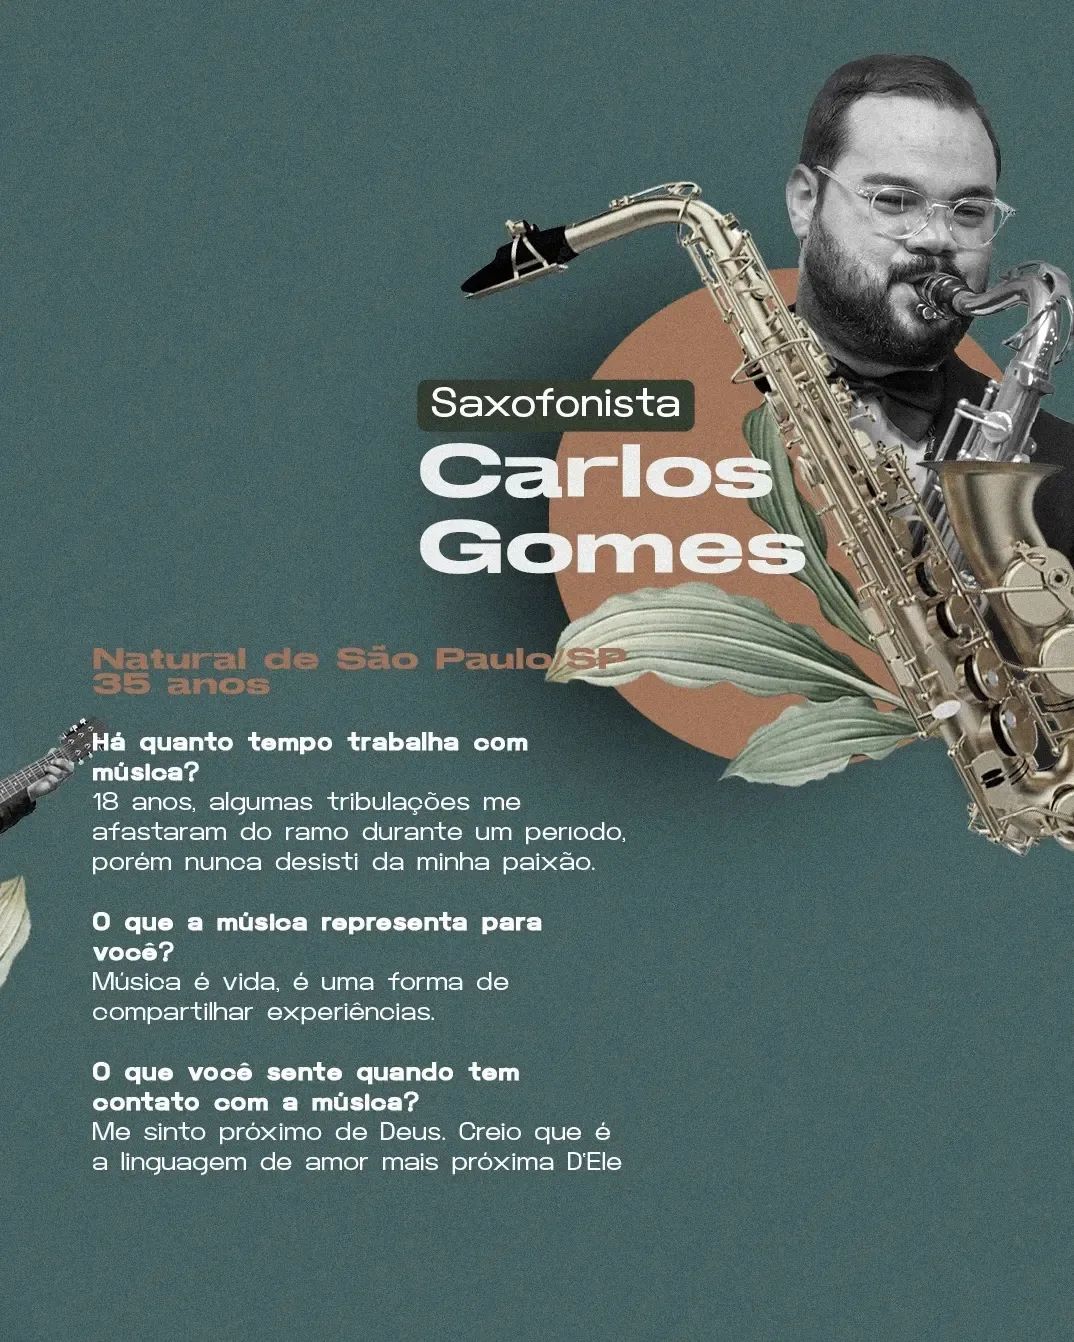 Saxofonista
Carlos
Gomes
Natural de São Paulo/SP
35 anos
Há quanto tempo trabalha com
música?
18 anos, algumas tribulações me
afastaram do ramo durante um periodo,
porém nunca desisti da minha paixão.
O que a música representa para
você?
Música é vida, é uma forma de
compartilhar experiências.
O que você sente quando tem
contato com a música?
Me sinto próximo de Deus. Creio que é
a linguagem de amor mais próxima D'Ele